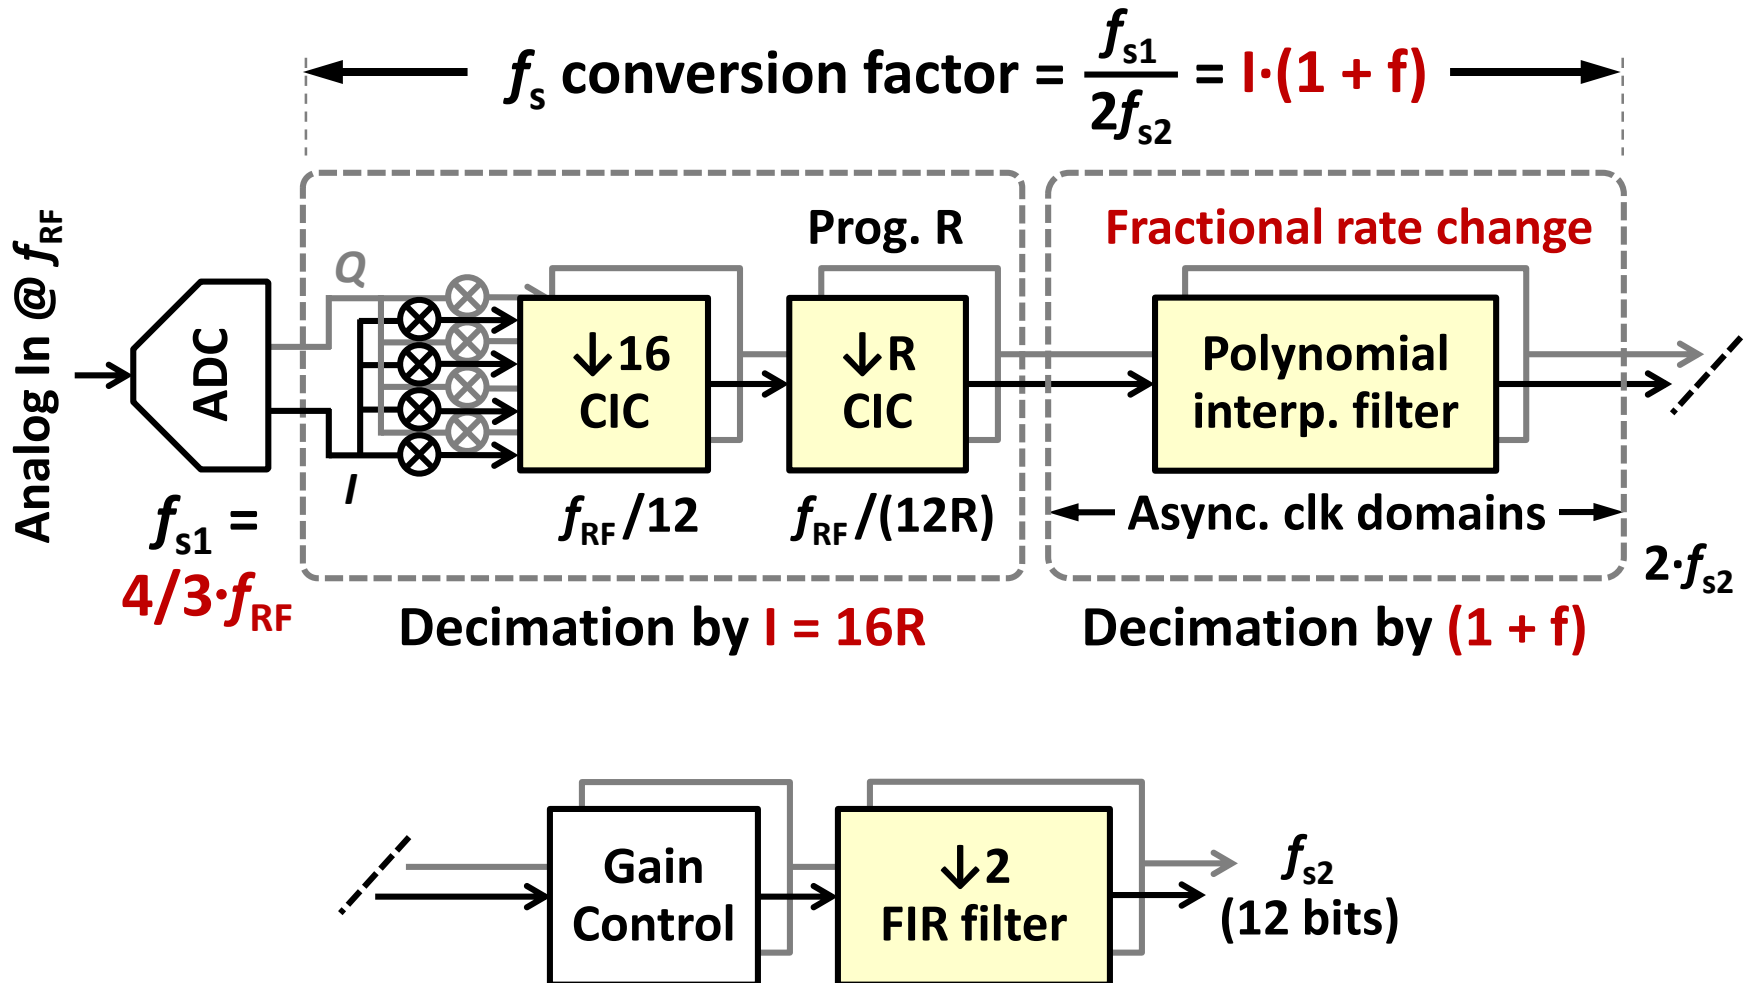 fs conversion factor = fs1/2fs2 = I·(1 + f)
Analog In @ fRF
ADC
fs1 =
4/3·fRF
Q
I
Prog. R
↓16
CIC
↓R
CIC
fRF/12
fRF/(12R)
Decimation by I = 16R
Fractional rate change
Polynomial
interp. filter
Async. clk domains
2·fs2
Decimation by (1 + f)
Gain
Control
↓2
FIR filter
fs2
(12 bits)